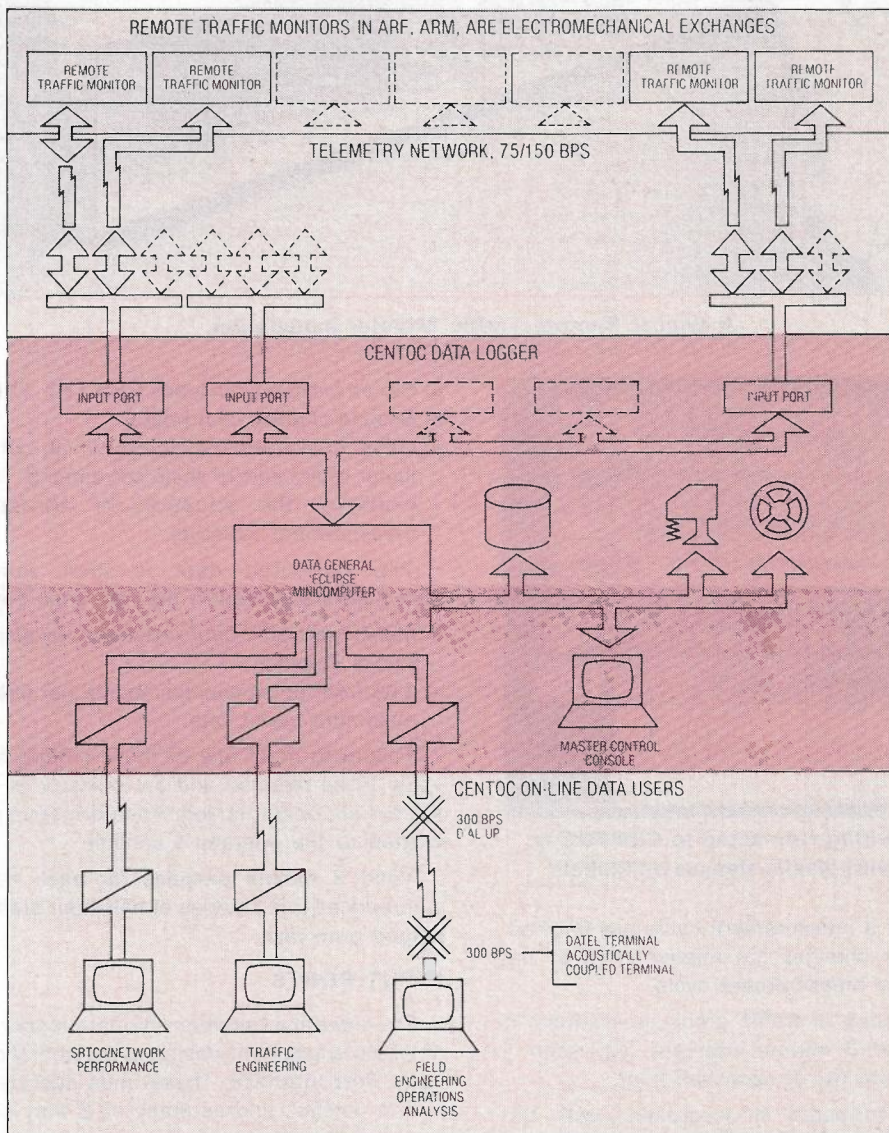 REMOTE TRAFFIC MONITORS IN ARF, ARM, ARE ELECTROMECHANICAL EXCHANGES
REMOTE
TRAFFIC MONITOR
REMOTE
TRAFFIC MONITOR
REMOTE
TRAFFIC MONITOR
REMOTE
TRAFFIC MONITOR
TELEMETRY NETWORK, 75/150 BPS
CENTOC DATA LOGGER
INPUT PORT
INPUT PORT
INPUT PORT
DATA GENERAL
'ECLIPSE'
MINICOMPUTER
MASTER CONTROL
CONSOLE
CENTOC ON-LINE DATA USERS
300 BPS
DIAL UP
300 BPS
DATEL TERMINAL
ACOUSTICALLY
COUPLED TERMINAL
SRTCC/NETWORK
PERFORMANCE
TRAFFIC
ENGINEERING
FIELD
ENGINEERING
OPERATIONS
ANALYSIS